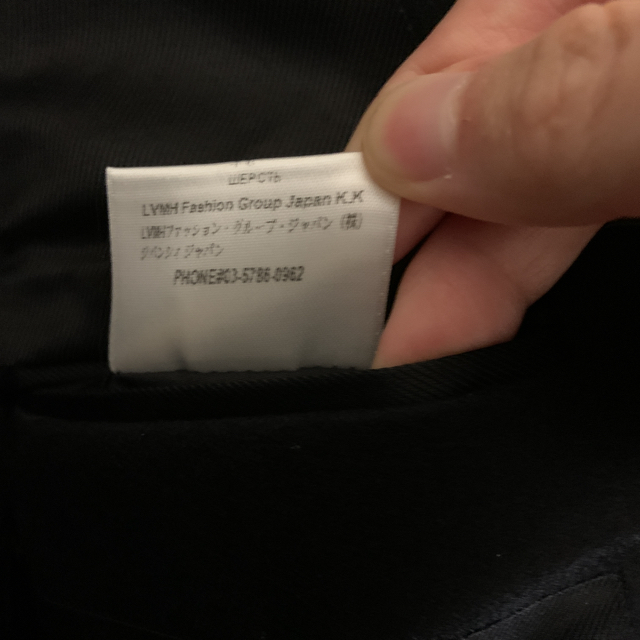 ШЕРСТЬ
LVMH Fashion Group Japan K.K
LVMHファッション・グループ・ジャパン (株)
ジバンシィジャパン
PHONE#03-5786-0962